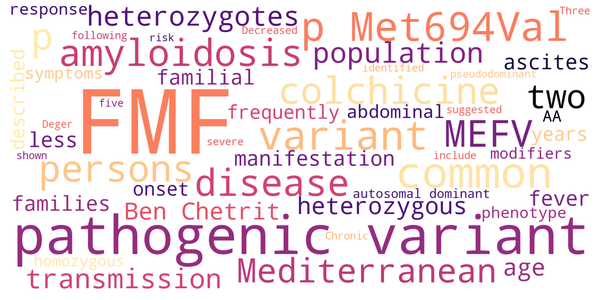 response heterozygotes p Met694Val Three
following risk Decreased
p amyloidosis population ascites
described symptoms familial identified pseudodominant
FMF colchicine two
five Deger frequently abdominal suggested AA
shown less severe variant MEFV years
persons manifestation include modifiers
onset disease autosomal dominant common fever
families Ben Chetrit heterozygous phenotype
pathogenic variant
homozygous Chronic
transmission Mediterranean age